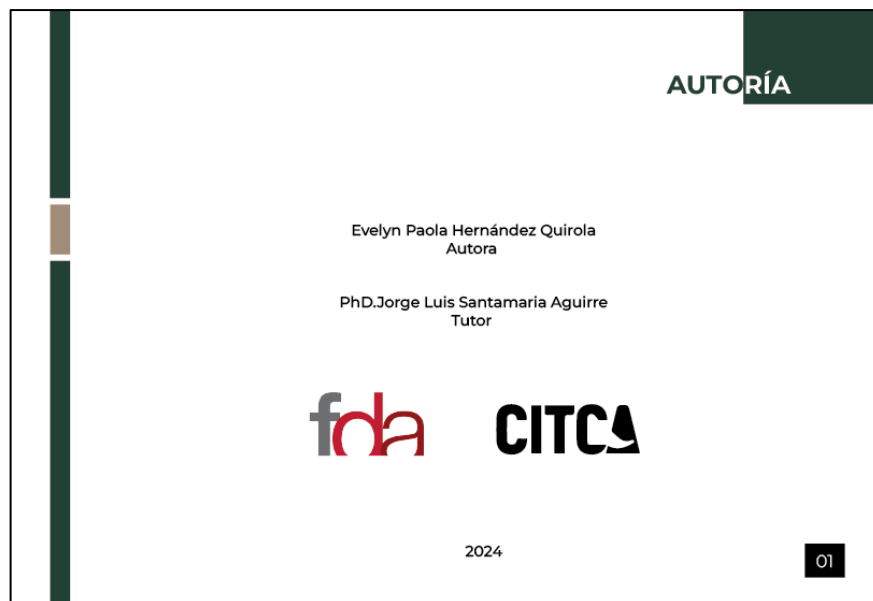 AUTORÍA
Evelyn Paola Hernández Quirola
Autora
PhD.Jorge Luis Santamaria Aguirre
Tutor
fda
CITCA
2024
01